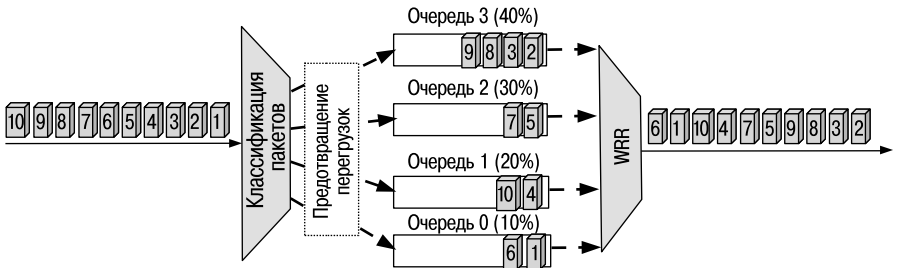 Очередь 3 (40%)
9 8 3 2
Очередь 2 (30%)
7 5
Очередь 1 (20%)
10 4
Очередь 0 (10%)
6 1
10 9 8 7 6 5 4 3 2 1
Классификация
пакетов
Предотвращение
перегрузок
WRR
6 1 10 4 7 5 9 8 3 2